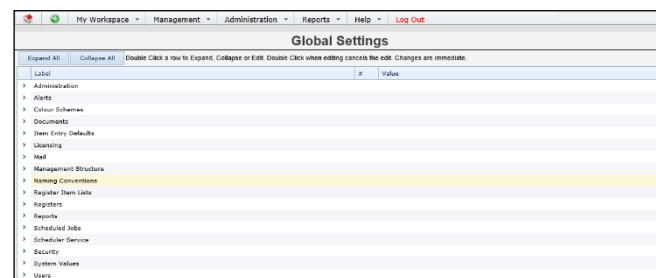 My Workspace Management Administration Reports Help Log Out
Global Settings
Expand All Collapse All Double Click a row to Expand, Collapse or Edit. Double Click when editing cancels the edit. Changes are immediate.
Label # Value
Administration
Alerts
Colour Schemes
Documents
Item Entry Defaults
Licensing
Mail
Management Structure
Naming Conventions
Register Item Lists
Registers
Reports
Scheduled Jobs
Scheduler Service
Security
System Values
Users